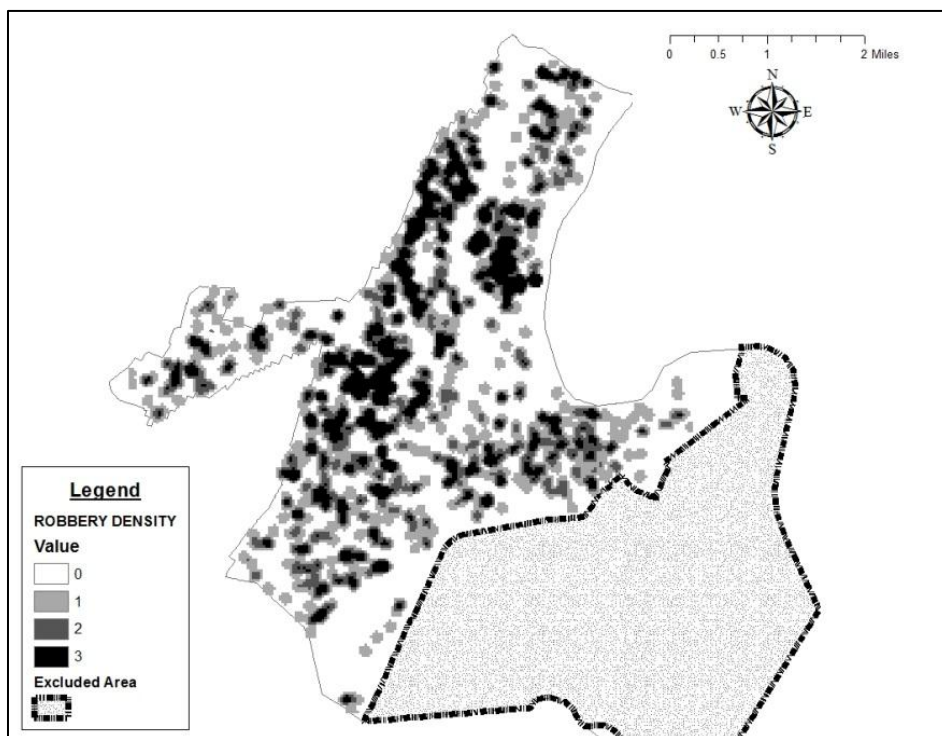 0 0.5 1 2 Miles
N
W E
S
Legend
ROBBERY DENSITY
Value
0
1
2
3
Excluded Area